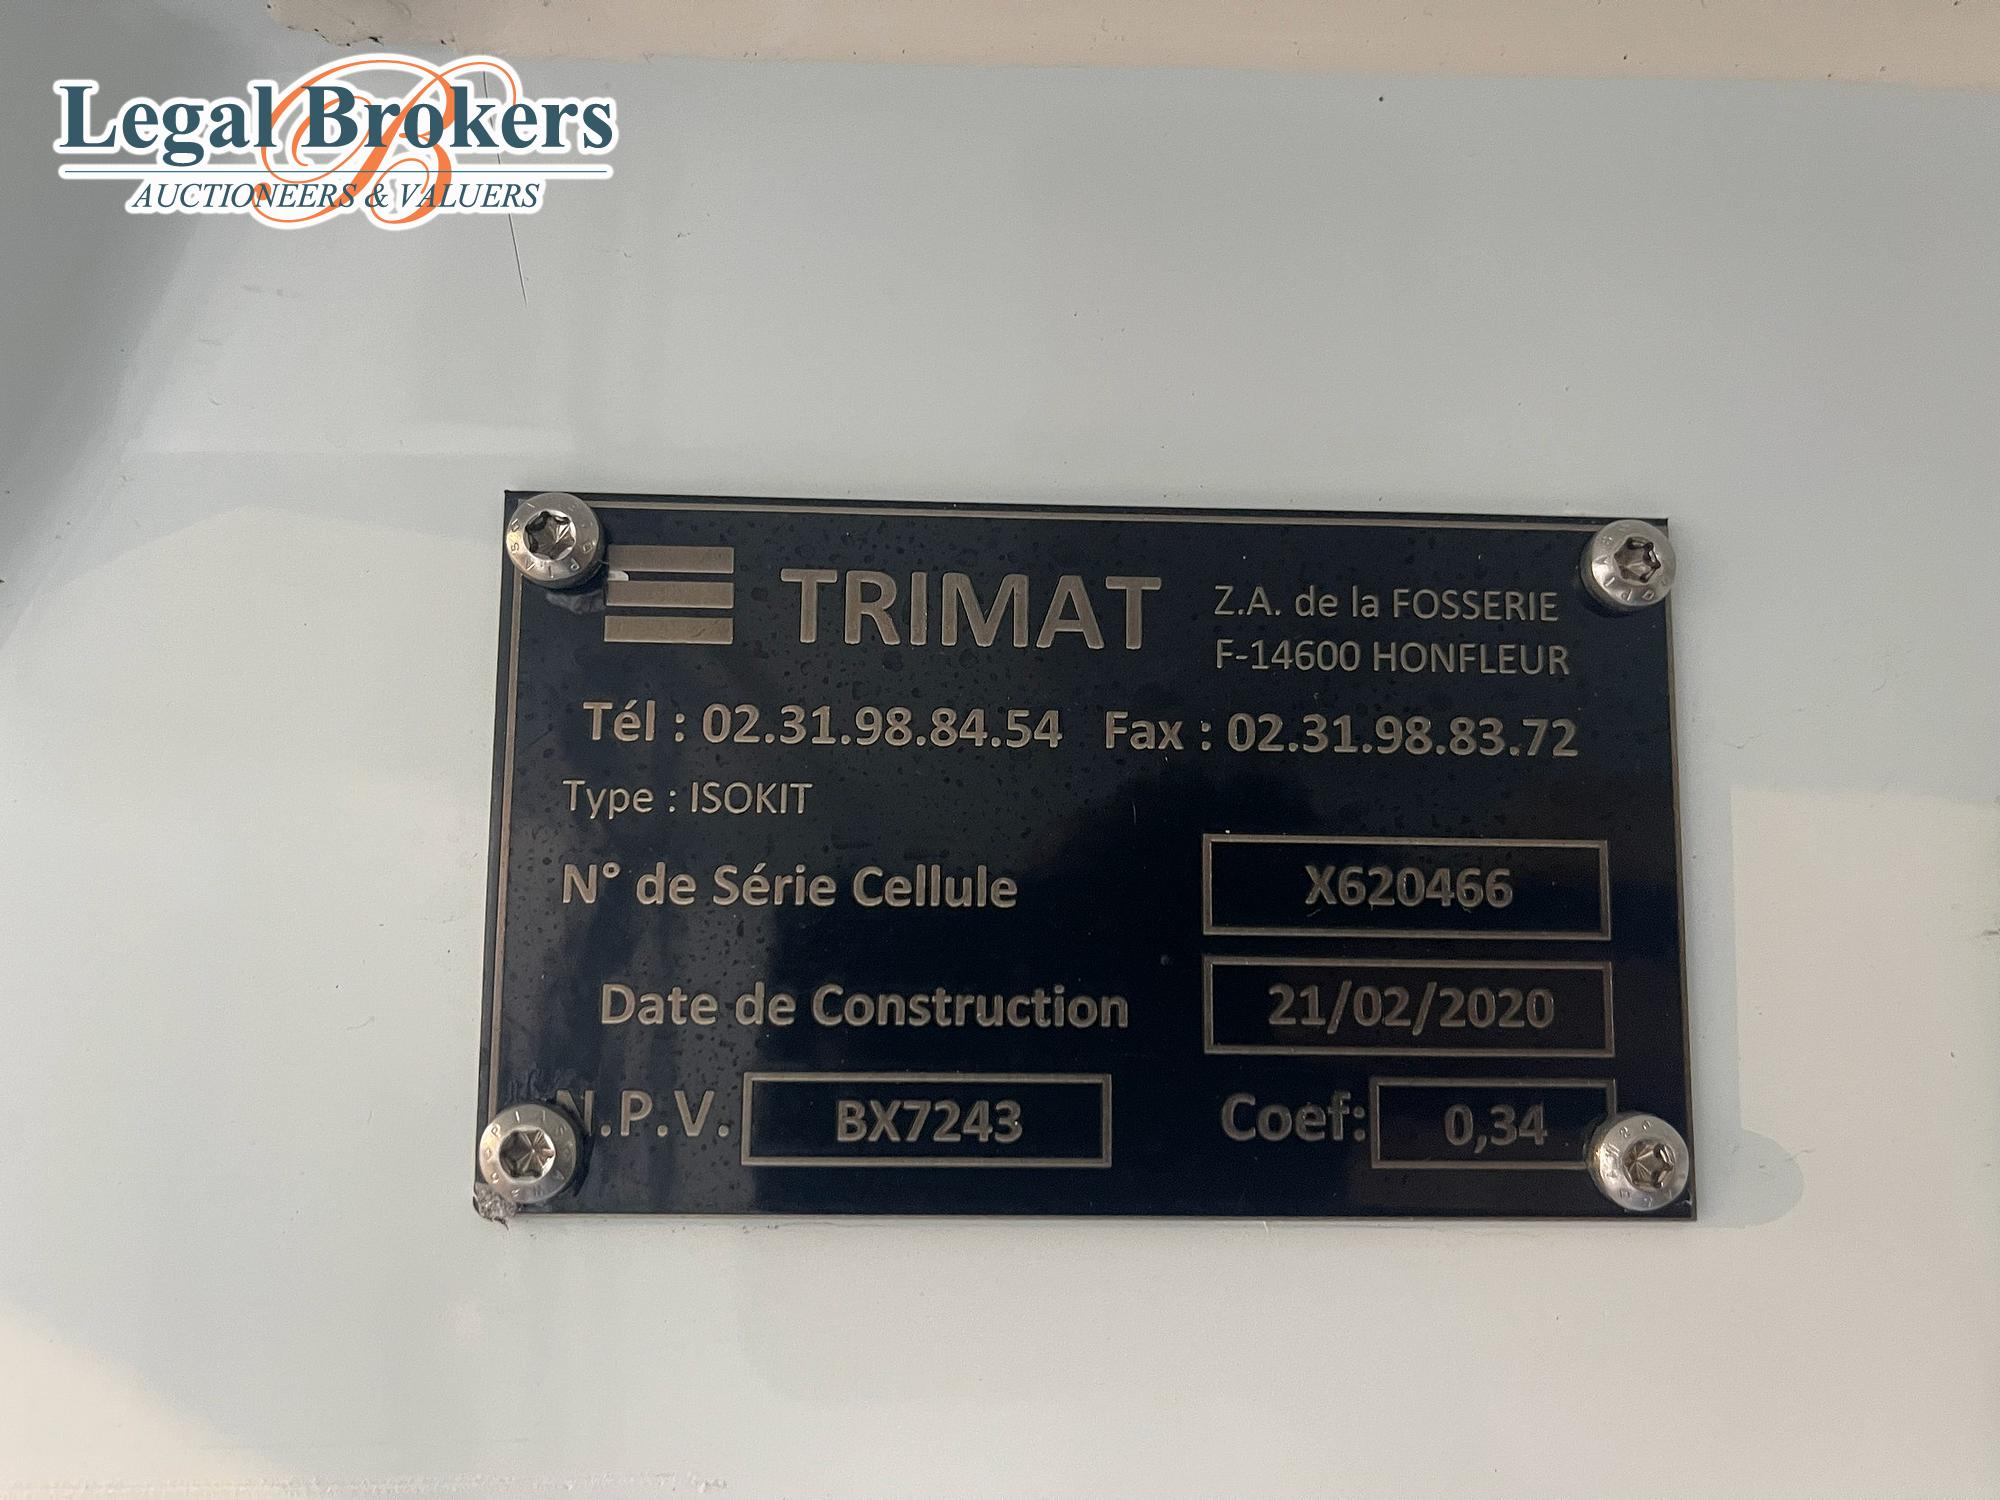 Legal Brokers
AUCTIONEERS & VALUERS
TRIMAT
Z.A. de la FOSSERIE
F-14600 HONFLEUR
Tél : 02.31.98.84.54 Fax : 02.31.98.83.72
Type : ISOKIT
N° de Série Cellule X620466
Date de Construction 21/02/2020
N.P.V. BX7243 Coef: 0,34